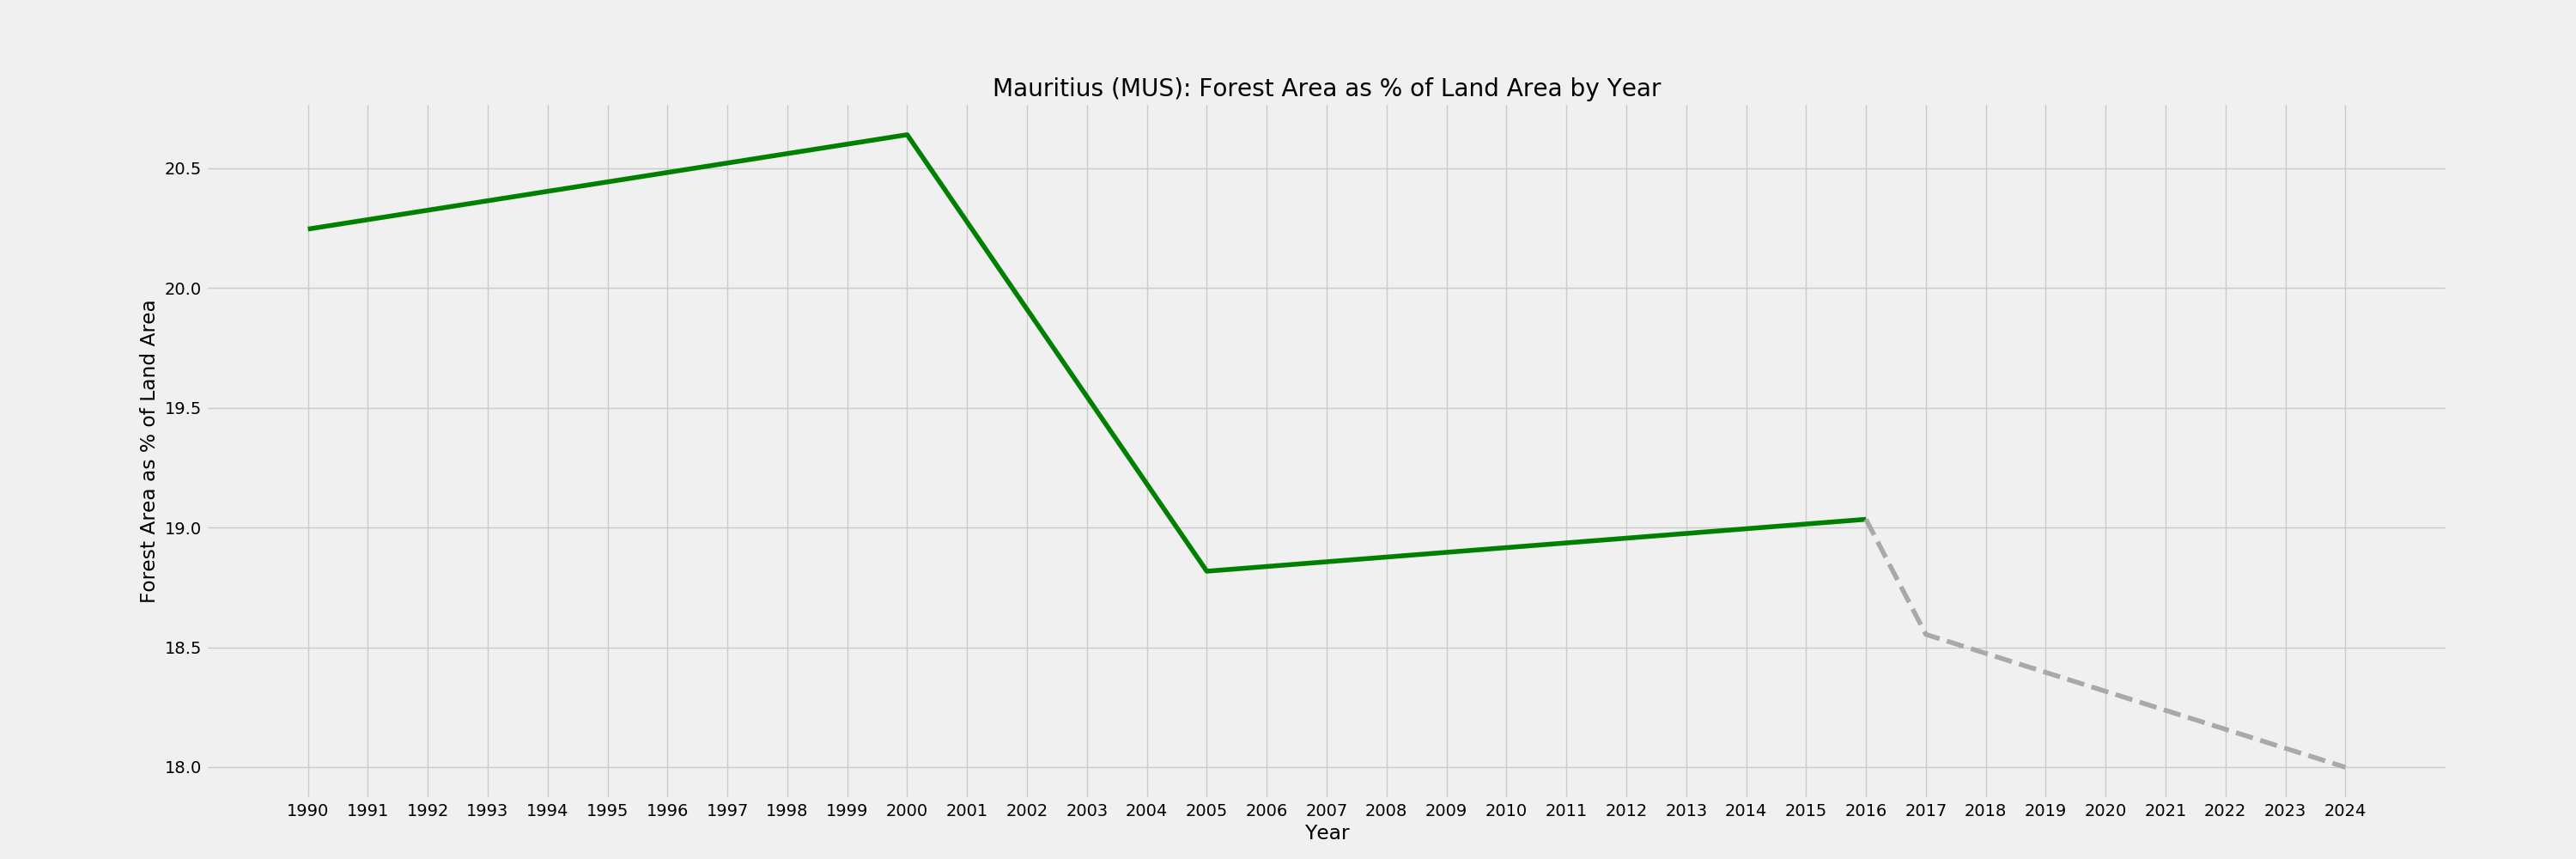 Mauritius (MUS): Forest Area as % of Land Area by Year
Forest Area as % of Land Area
20.5
20.0
19.5
19.0
18.5
18.0
1990 1991 1992 1993 1994 1995 1996 1997 1998 1999 2000 2001 2002 2003 2004 2005 2006 2007 2008 2009 2010 2011 2012 2013 2014 2015 2016 2017 2018 2019 2020 2021 2022 2023 2024
Year